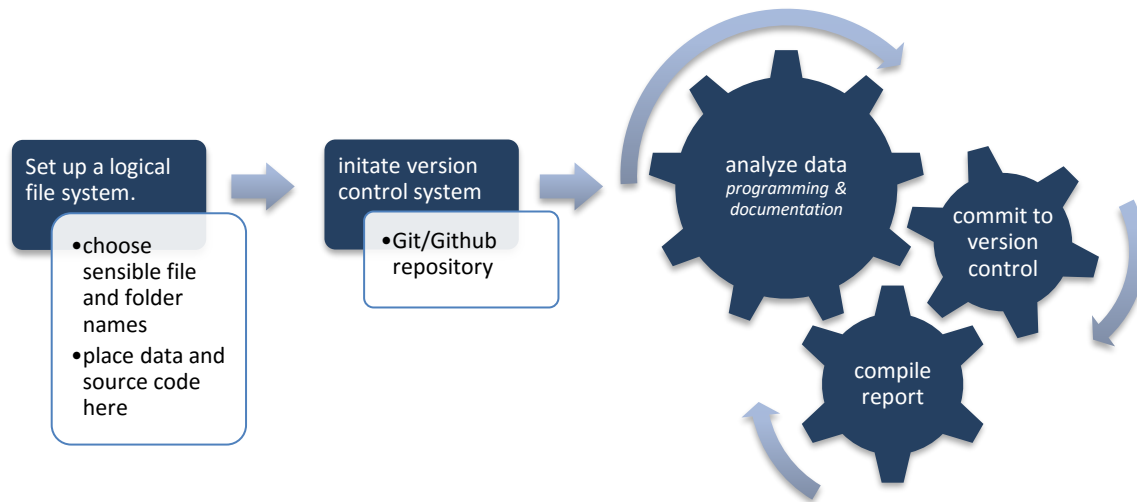 Set up a logical
file system.
•choose
sensible file
and folder
names
•place data and
source code
here
initate version
control system
•Git/Github
repository
analyze data
programming &
documentation
commit to
version
control
compile
report